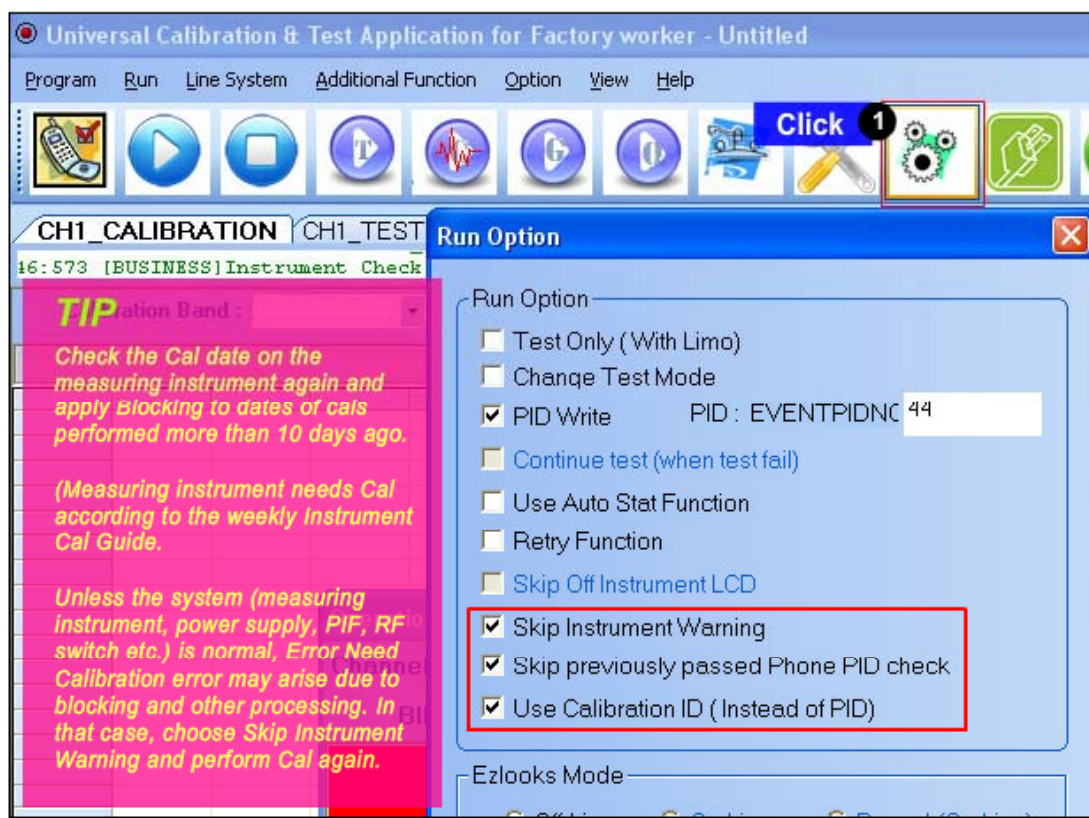 Universal Calibration & Test Application for Factory worker - Untitled
Program Run Line System Additional Function Option View Help
Click 1
T
G
CH1_CALIBRATION CH1_TEST
Run Option
46:573 [BUSINESS]Instrument Check
TIP
ation Band :
Check the Cal date on the
measuring instrument again and
apply Blocking to dates of cals
performed more than 10 days ago.
(Measuring instrument needs Cal
according to the weekly Instrument
Cal Guide.
Unless the system (measuring
instrument, power supply, PIF, RF
switch etc.) is normal, Error Need
Calibration error may arise due to
blocking and other processing. In
that case, choose Skip Instrument
Warning and perform Cal again.
Channel
Run Option
Test Only ( With Limo)
Change Test Mode
PID Write PID : EVENTPIDNO 44
Continue test (when test fail)
Use Auto Stat Function
Retry Function
Skip Off Instrument LCD
Skip Instrument Warning
Skip previously passed Phone PID check
Use Calibration ID ( Instead of PID)
Ezlooks Mode